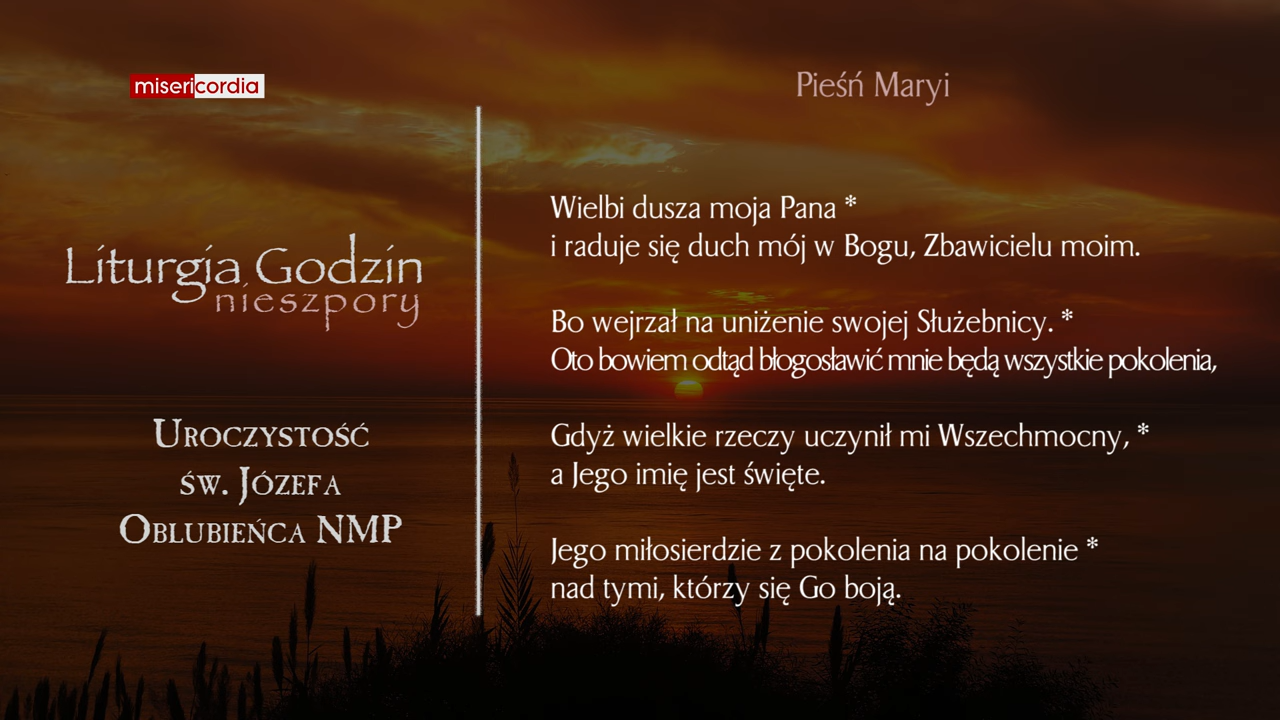 misericordia
Liturgia Godzin
nieszpory
Uroczystość
św. Józefa
Oblubieńca NMP
Pieśń Maryi
Wielbi dusza moja Pana *
i raduje się duch mój w Bogu, Zbawicielu moim.
Bo wejrzał na uniżenie swojej Służebnicy. *
Oto bowiem odtąd błogosławić mnie będą wszystkie pokolenia,
Gdyż wielkie rzeczy uczynił mi Wszechmocny, *
a Jego imię jest święte.
Jego miłosierdzie z pokolenia na pokolenie *
nad tymi, którzy się Go boją.